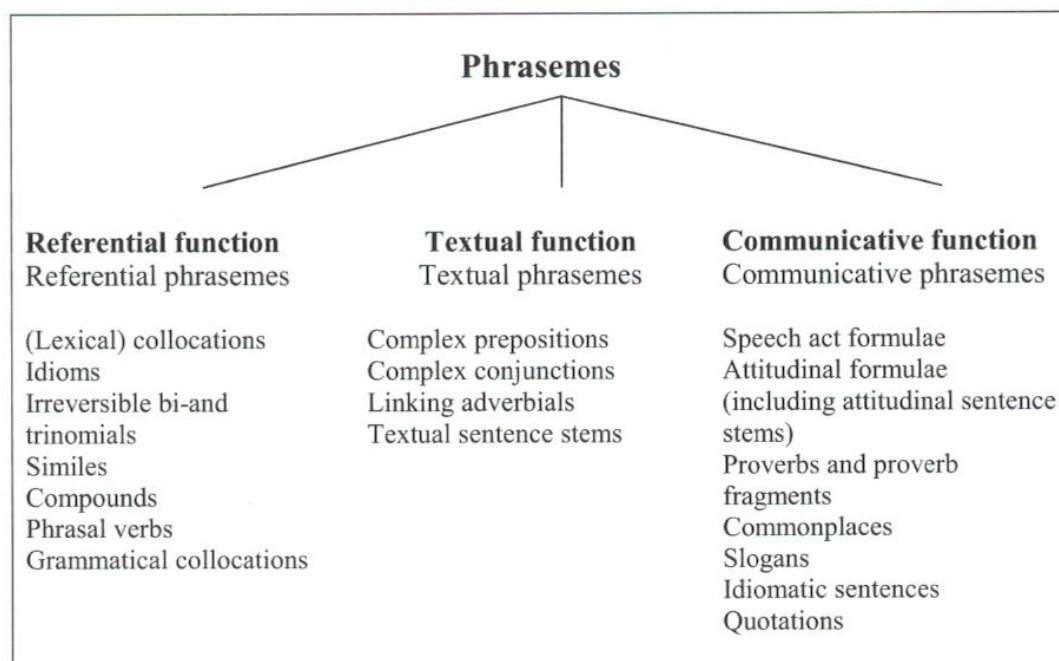 Phrasemes
Referential function
Referential phrasemes
(Lexical) collocations
Idioms
Irreversible bi-and
trinomials
Similes
Compounds
Phrasal verbs
Grammatical collocations
Textual function
Textual phrasemes
Complex prepositions
Complex conjunctions
Linking adverbials
Textual sentence stems
Communicative function
Communicative phrasemes
Speech act formulae
Attitudinal formulae
(including attitudinal sentence
stems)
Proverbs and proverb
fragments
Commonplaces
Slogans
Idiomatic sentences
Quotations